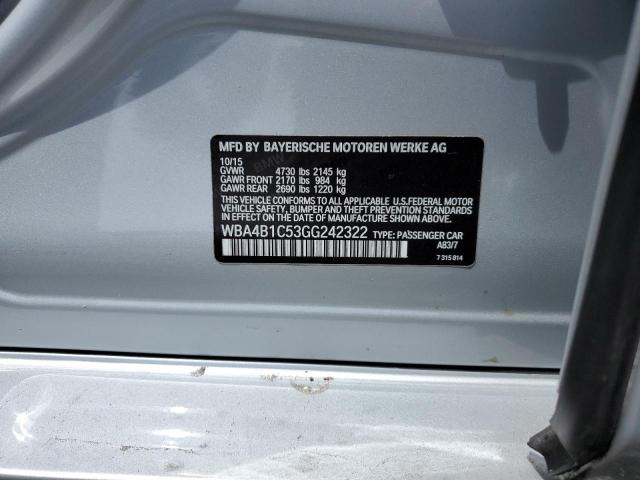 MFD BY BAYERISCHE MOTOREN WERKE AG
10/15
GVWR 4730 lbs 2145 kg
GAWR FRONT 2170 lbs 984 kg
GAWR REAR 2690 lbs 1220 kg
THIS VEHICLE CONFORMS TO ALL APPLICABLE U.S.FEDERAL MOTOR
VEHICLE SAFETY, BUMPER, AND THEFT PREVENTION STANDARDS
IN EFFECT ON THE DATE OF MANUFACTURE SHOWN ABOVE.
WBA4B1C53GG242322 TYPE: PASSENGER CAR
A83/7
7 315 814